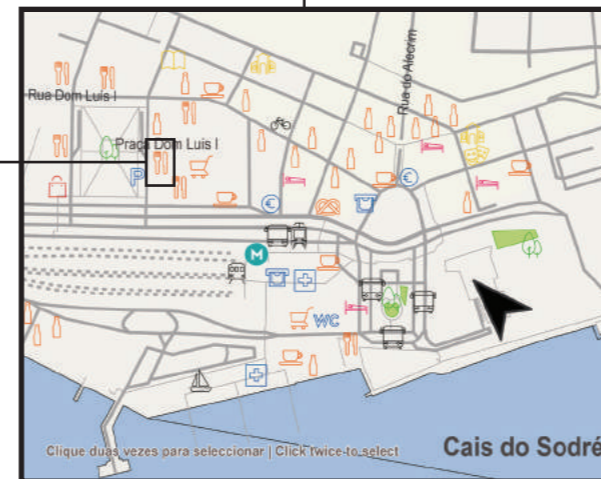 Rua Dom Luis I
Rua do Alecrim
Praça Dom Luis I
P
€
€
M
WC
Clique duas vezes para seleccionar | Click twice to select
Cais do Sodré